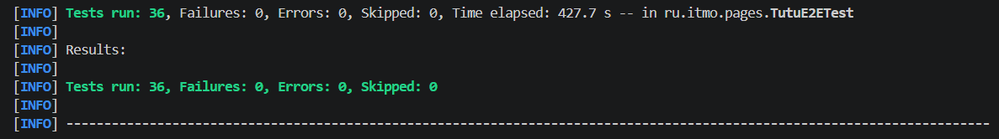 [INFO] Tests run: 36, Failures: 0, Errors: 0, Skipped: 0, Time elapsed: 427.7 s -- in ru.itmo.pages.TutuE2ETest
[INFO]
[INFO] Results:
[INFO]
[INFO] Tests run: 36, Failures: 0, Errors: 0, Skipped: 0
[INFO]
[INFO] ------------------------------------------------------------------------------------------------------------------------